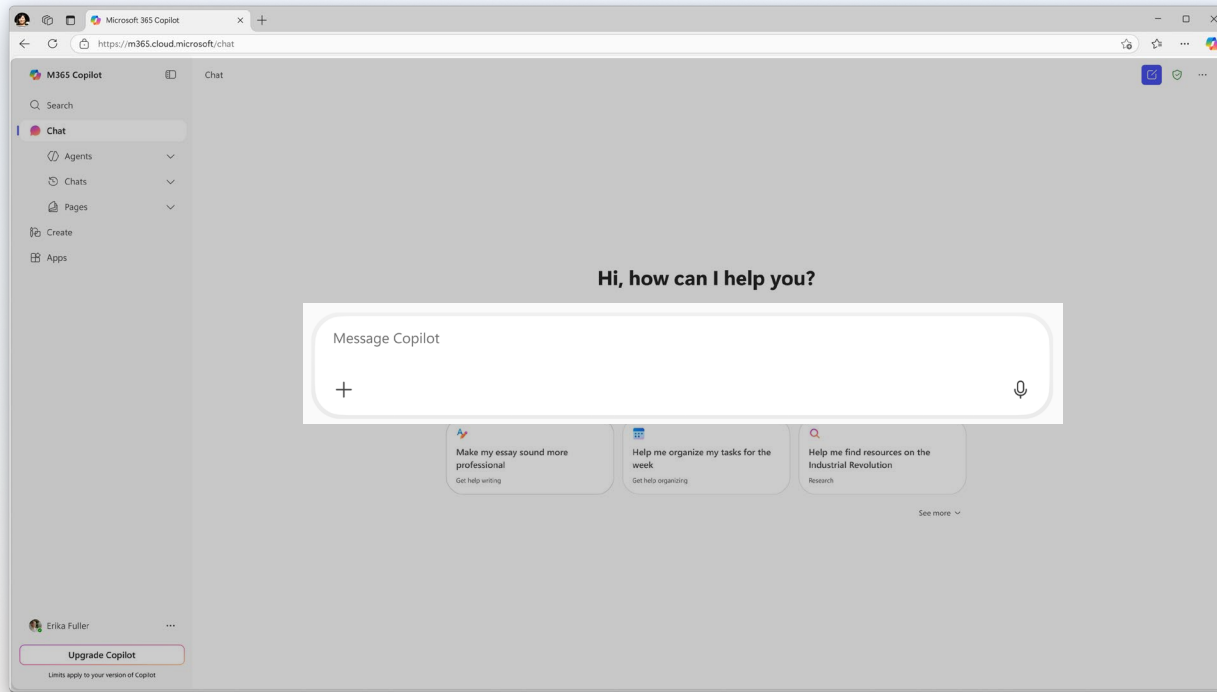 Microsoft 365 Copilot
https://m365.cloud.microsoft/chat
M365 Copilot
Chat
Search
Chat
Agents
Chats
Pages
Create
Apps
Hi, how can I help you?
Message Copilot
Make my essay sound more
professional
Get help writing
Help me organize my tasks for the
week
Get help organizing
Help me find resources on the
Industrial Revolution
Research
See more
Erika Fuller
Upgrade Copilot
Limits apply to your version of Copilot